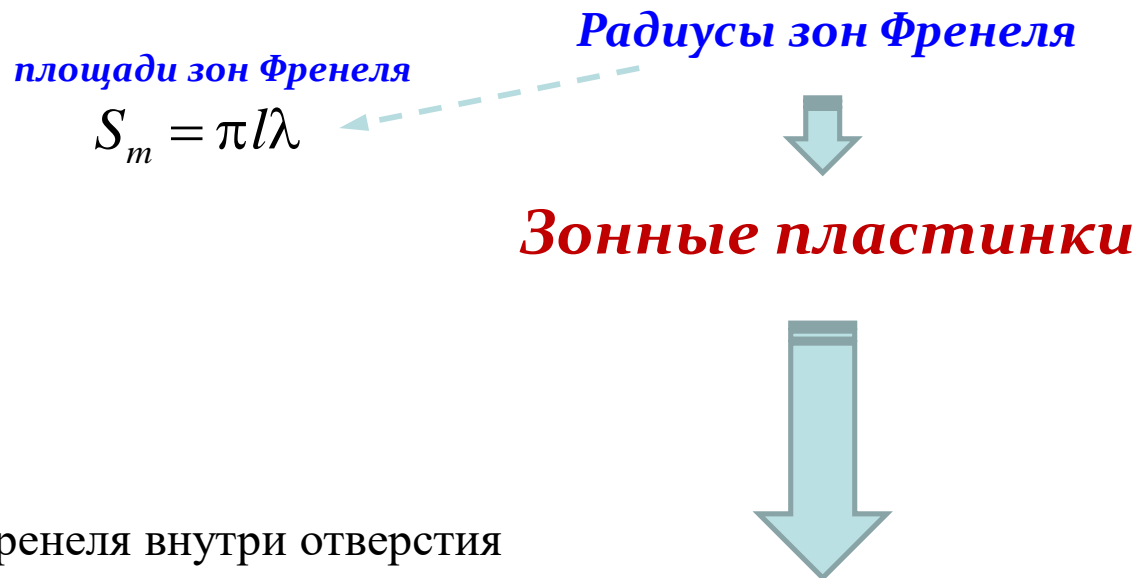 Радиусы зон Френеля
площади зон Френеля
S_m = πlλ
Зонные пластинки
ренеля внутри отверстия